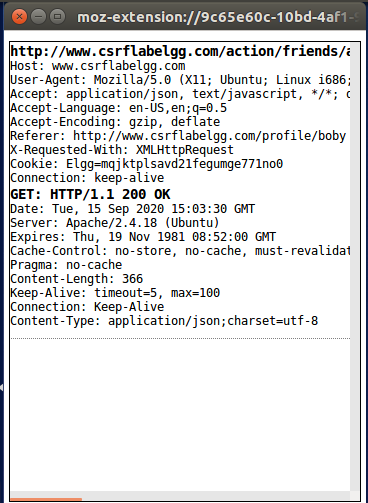 moz-extension://9c65e60c-10bd-4af1-9
http://www.csrflabelgg.com/action/friends/a
Host: www.csrflabelgg.com
User-Agent: Mozilla/5.0 (X11; Ubuntu; Linux i686;
Accept: application/json, text/javascript, */*; q
Accept-Language: en-US,en;q=0.5
Accept-Encoding: gzip, deflate
Referer: http://www.csrflabelgg.com/profile/boby
X-Requested-With: XMLHttpRequest
Cookie: Elgg=mqjktplsavd21fegumge771no0
Connection: keep-alive
GET: HTTP/1.1 200 OK
Date: Tue, 15 Sep 2020 15:03:30 GMT
Server: Apache/2.4.18 (Ubuntu)
Expires: Thu, 19 Nov 1981 08:52:00 GMT
Cache-Control: no-store, no-cache, must-revalidat
Pragma: no-cache
Content-Length: 366
Keep-Alive: timeout=5, max=100
Connection: Keep-Alive
Content-Type: application/json;charset=utf-8